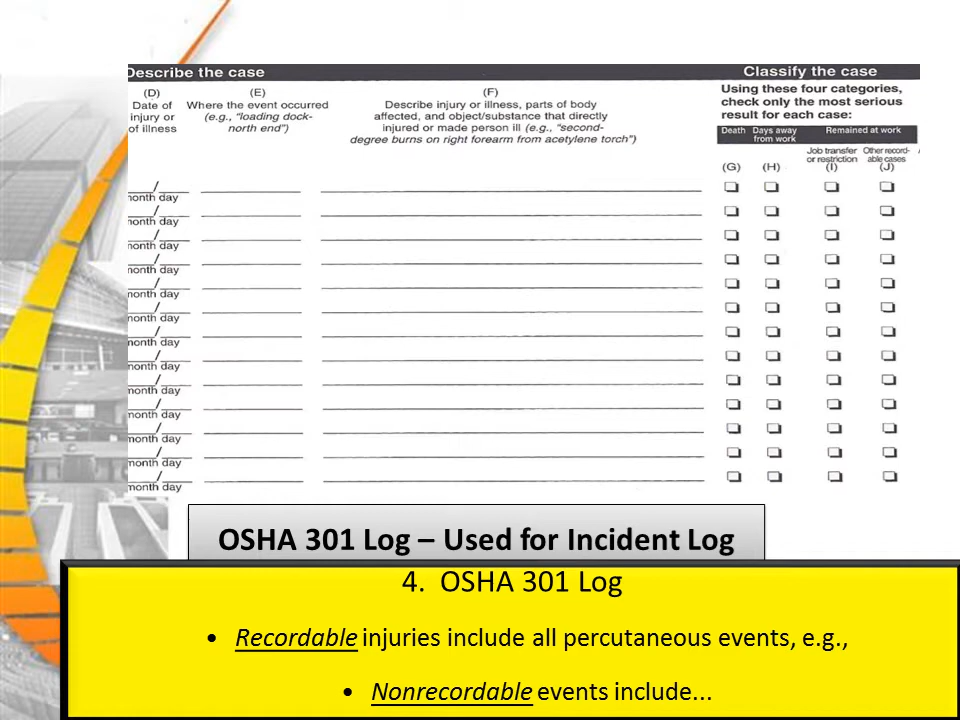 Describe the case
Classify the case
(D)
Date of
injury or
of illness
(E)
Where the event occurred
(e.g., “loading dock-
north end”)
(F)
Describe injury or illness, parts of body
affected, and object/substance that directly
injured or made person ill (e.g., “second-
degree burns on right forearm from acetylene torch”)
Using these four categories,
check only the most serious
result for each case:
Death
Days away
from work
Remained at work
Job transfer
or restriction
Other record-
able cases
(G)
(H)
(I)
(J)
/
month day
/
month day
/
month day
/
month day
/
month day
/
month day
/
month day
/
month day
/
month day
/
month day
/
month day
/
month day
/
month day
OSHA 301 Log – Used for Incident Log
4. OSHA 301 Log
• Recordable injuries include all percutaneous events, e.g.,
• Nonrecordable events include...